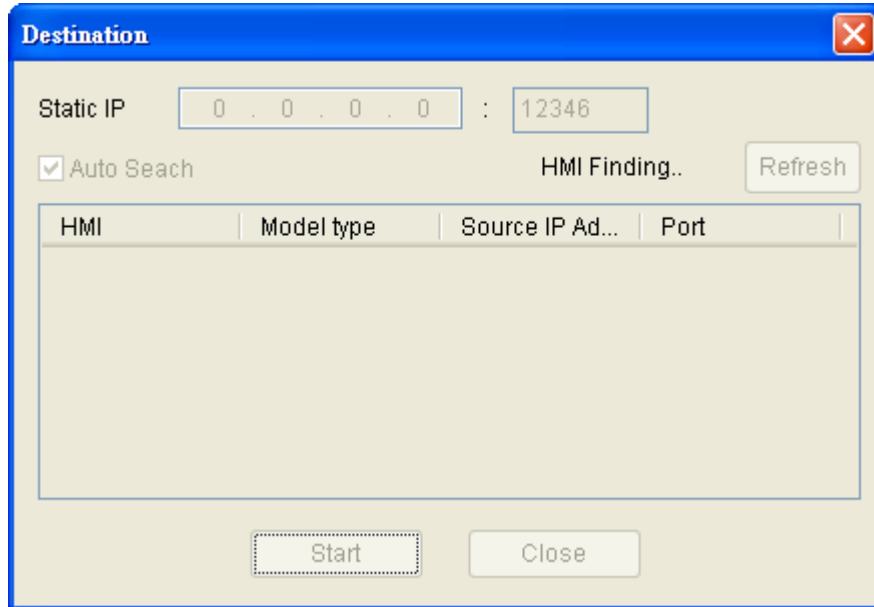 Destination
Static IP 0 . 0 . 0 . 0 : 12346
Auto Seach HMI Finding.. Refresh
HMI Model type Source IP Ad... Port
Start Close